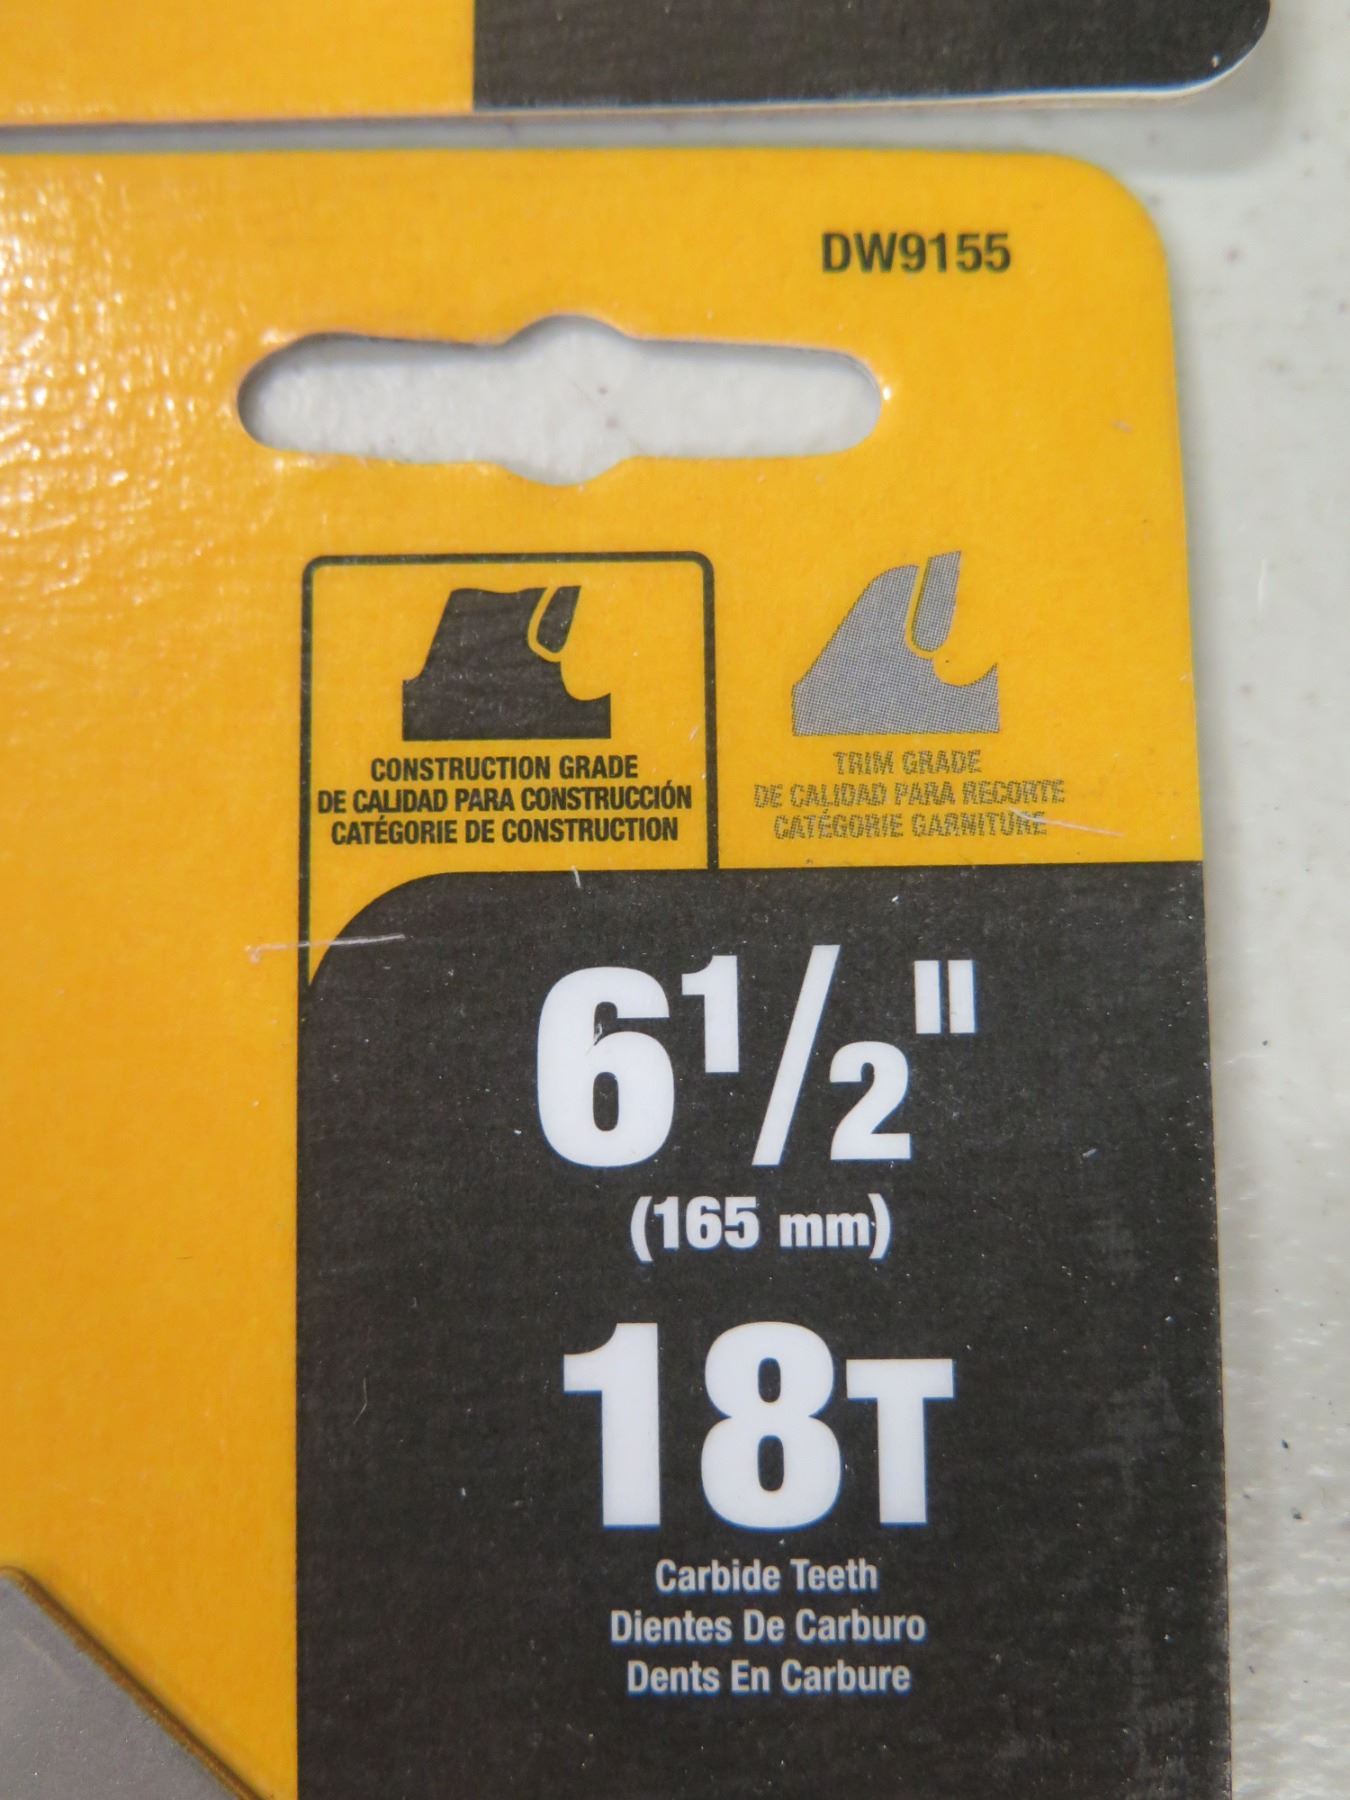 DW9155
CONSTRUCTION GRADE
DE CALIDAD PARA CONSTRUCCIÓN
CATÉGORIE DE CONSTRUCTION
TRIM GRADE
DE CALIDAD PARA RECORTE
CATÉGORIE GARNITURE
6 1/2"
(165 mm)
18T
Carbide Teeth
Dientes De Carburo
Dents En Carbure